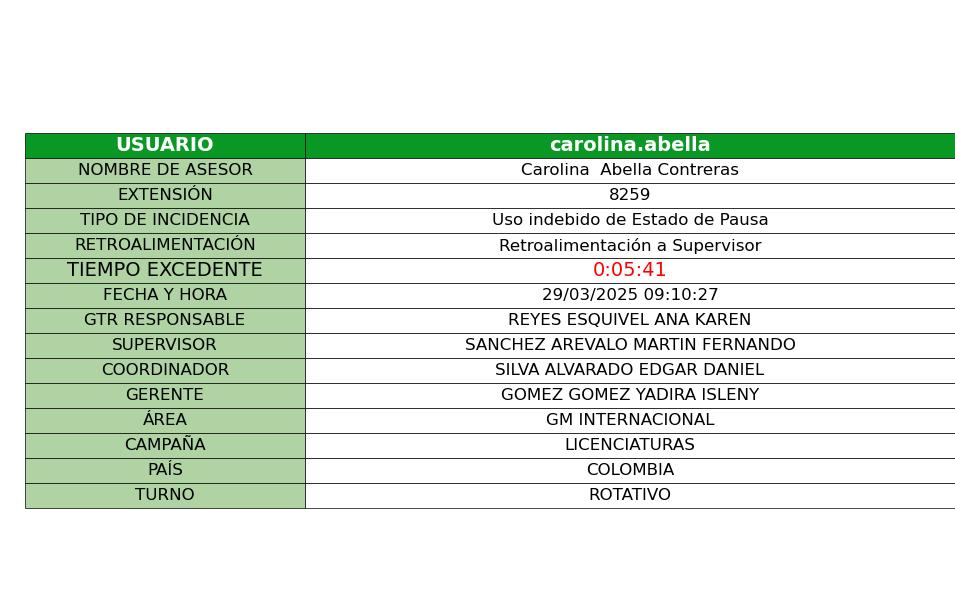 USUARIO carolina.abella
NOMBRE DE ASESOR Carolina  Abella Contreras
EXTENSIÓN 8259
TIPO DE INCIDENCIA Uso indebido de Estado de Pausa
RETROALIMENTACIÓN Retroalimentación a Supervisor
TIEMPO EXCEDENTE 0:05:41
FECHA Y HORA 29/03/2025 09:10:27
GTR RESPONSABLE REYES ESQUIVEL ANA KAREN
SUPERVISOR SANCHEZ AREVALO MARTIN FERNANDO
COORDINADOR SILVA ALVARADO EDGAR DANIEL
GERENTE GOMEZ GOMEZ YADIRA ISLENY
ÁREA GM INTERNACIONAL
CAMPAÑA LICENCIATURAS
PAÍS COLOMBIA
TURNO ROTATIVO